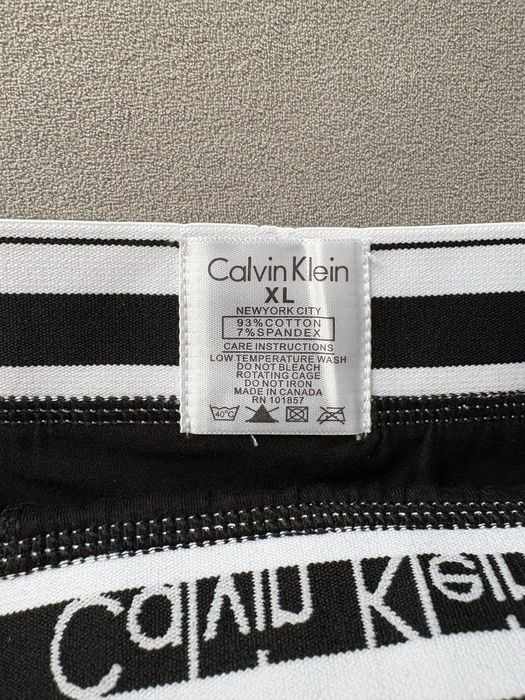 Calvin Klein
XL
NEWYORK CITY
93%COTTON
7%SPANDEX
CARE INSTRUCTIONS
LOW TEMPERATURE WASH
DO NOT BLEACH
ROTATING CAGE
DO NOT IRON
MADE IN CANADA
RN 101857
40°C
Calvin Klein